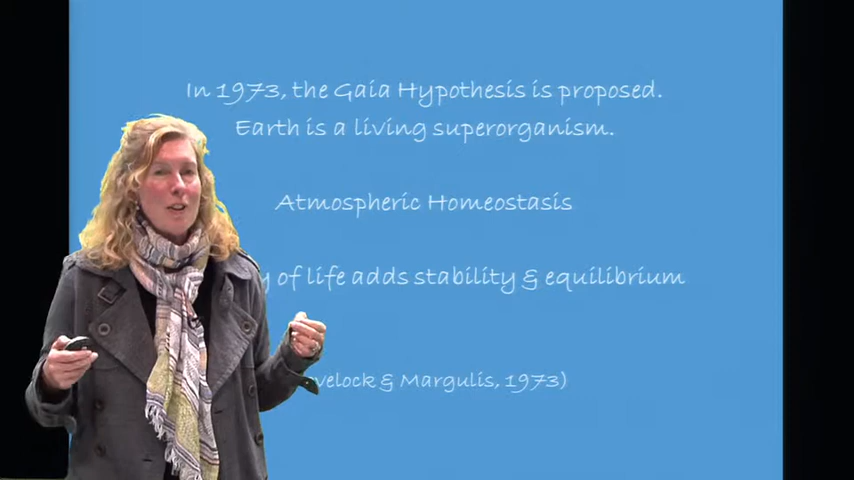 In 1973, the Gaia Hypothesis is proposed.
Earth is a living superorganism.
Atmospheric Homeostasis
of life adds stability & equilibrium
& Margulis, 1973)